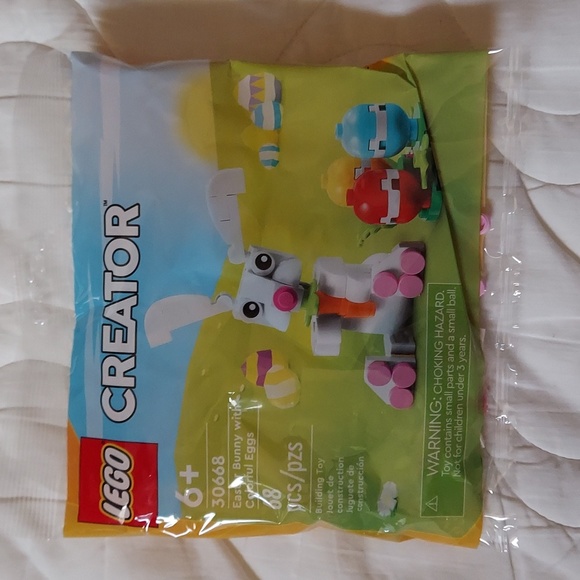 LEGO
CREATOR™
6+
30668
Easter Bunny with
Colorful Eggs
68
pcs/pzs
Building Toy
Jouet de
construction
Juguete de
construcción
WARNING: CHOKING HAZARD.
Toy contains small parts and a small ball.
Not for children under 3 years.